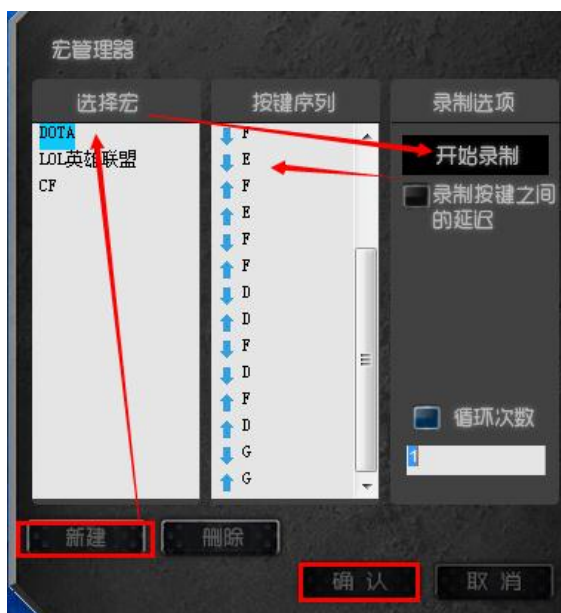 宏管理器
选择宏
按键序列
录制选项
DOTA
LOL英雄联盟
CF
F
E
F
E
F
F
D
D
F
D
F
D
G
G
开始录制
录制按键之间
的延迟
循环次数
1
新建
删除
确认
取消